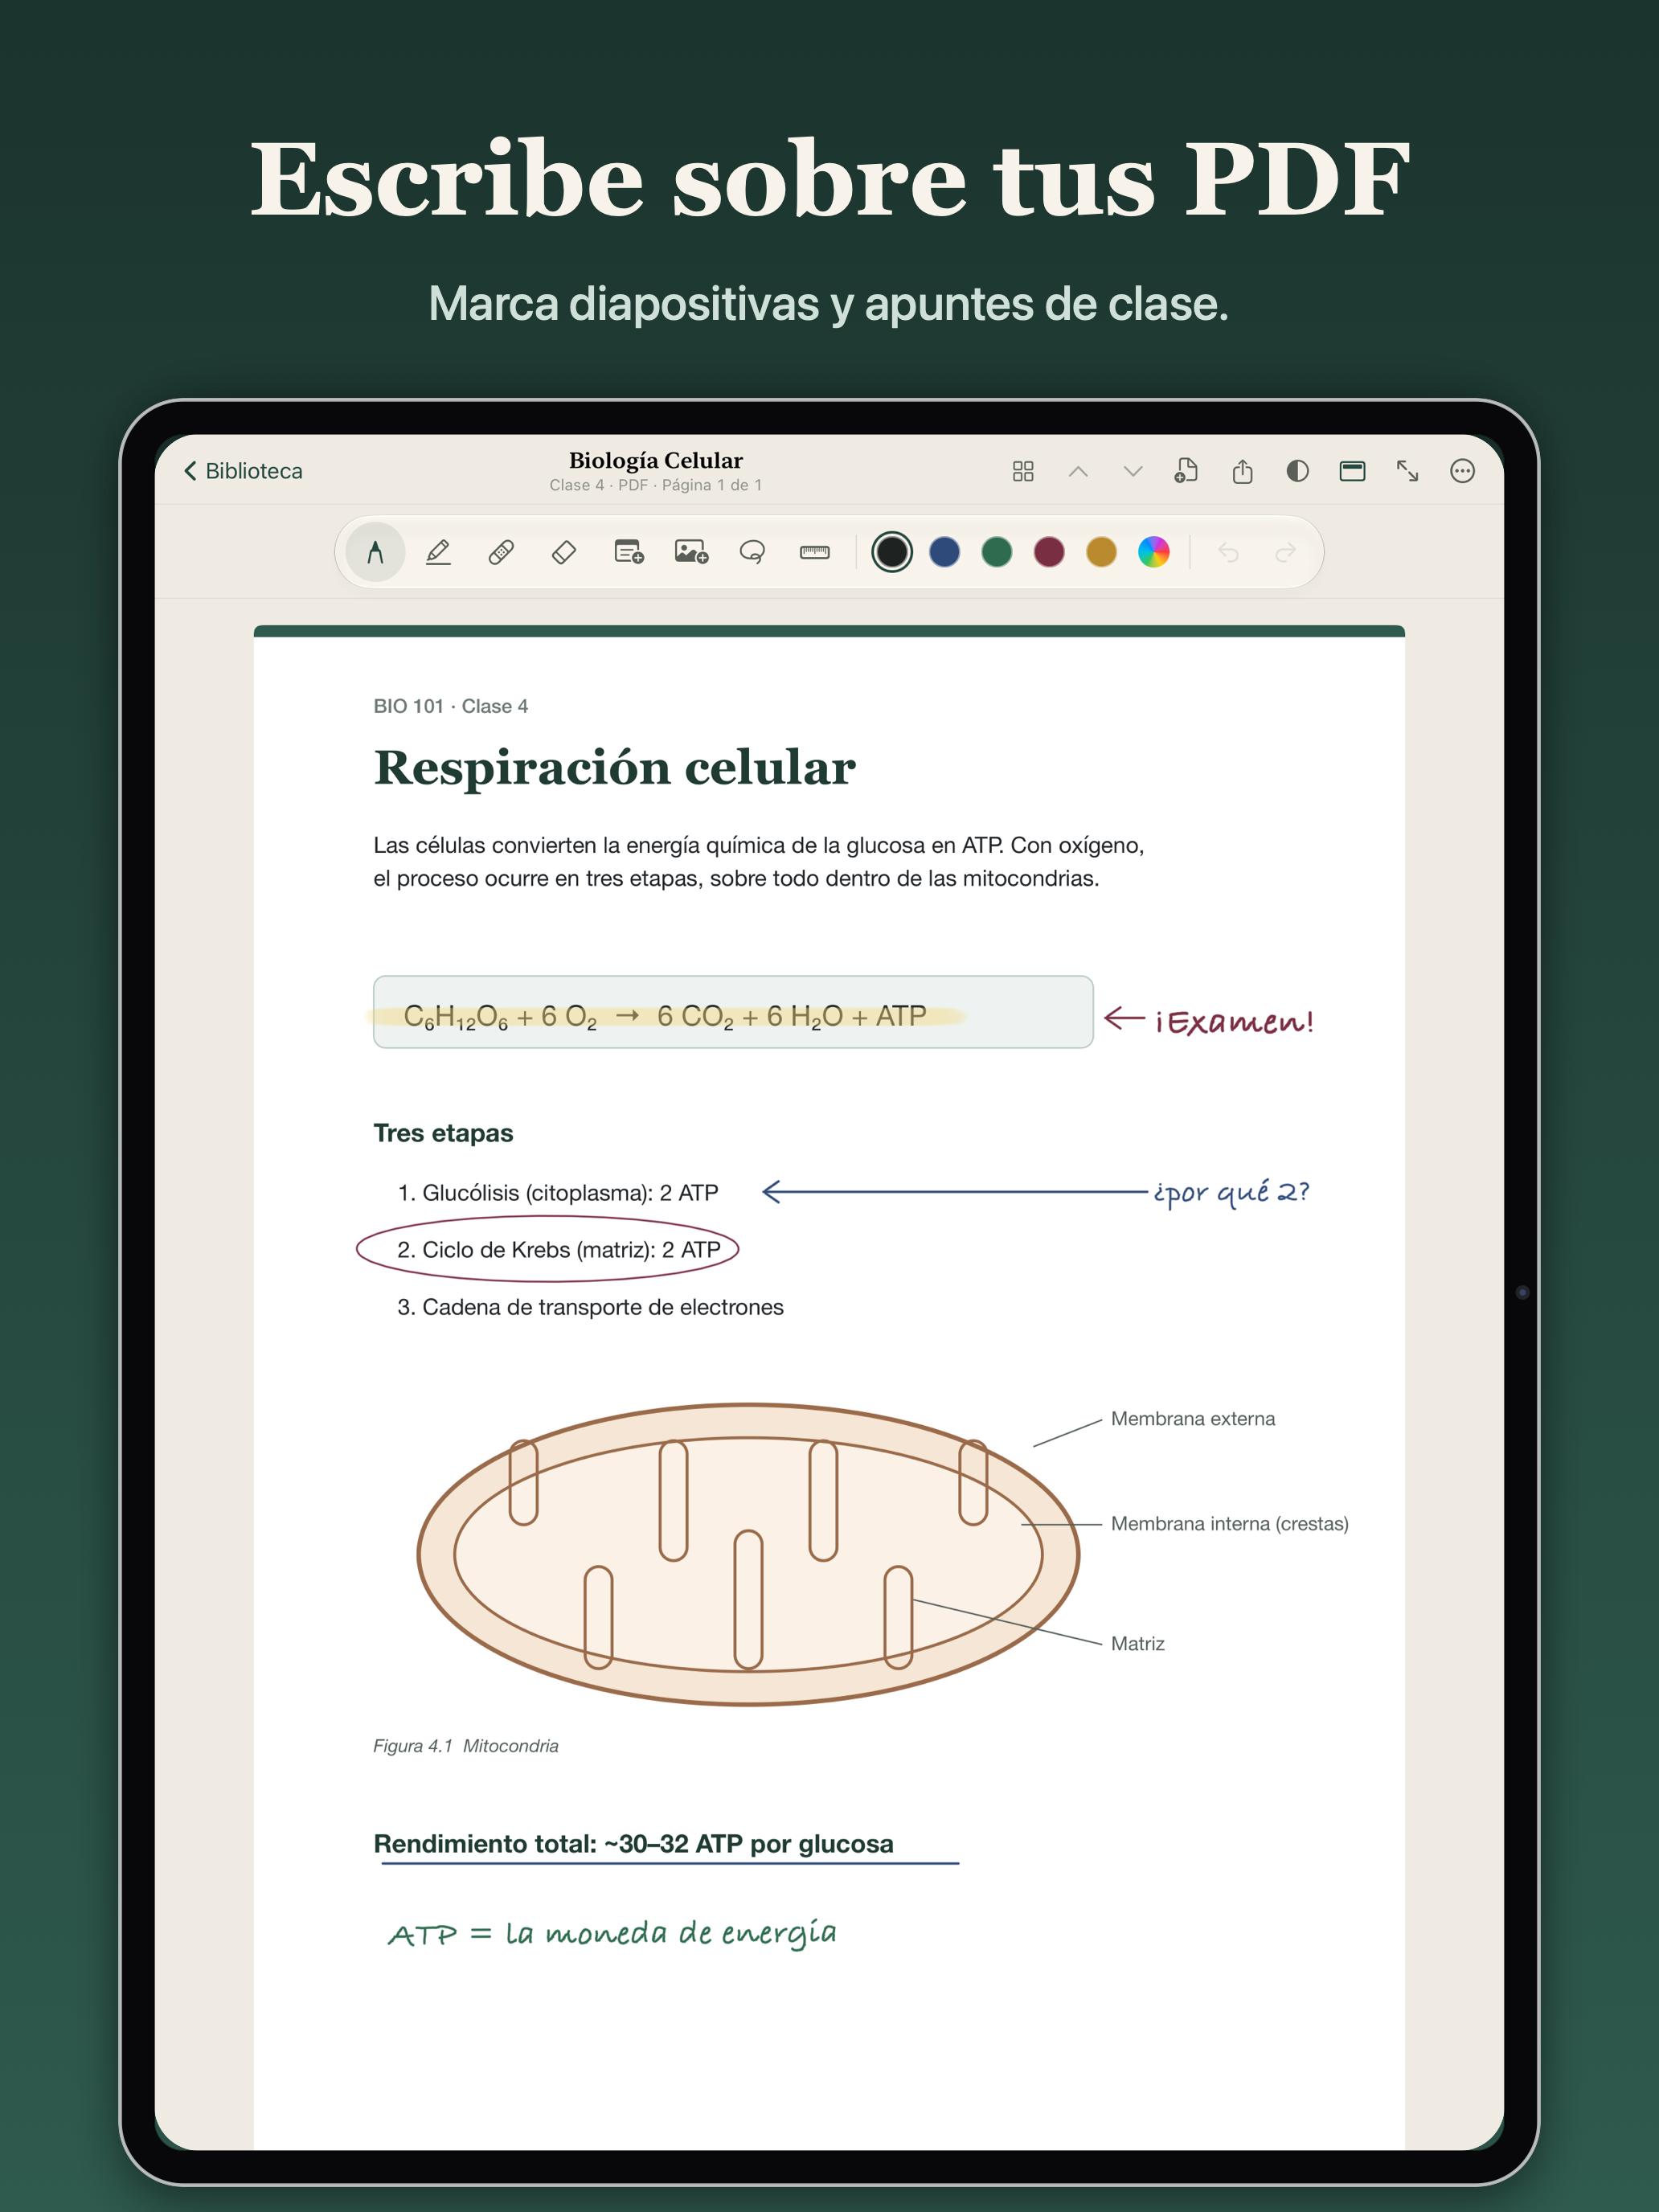 Escribe sobre tus PDF
Marca diapositivas y apuntes de clase.
Biblioteca
Biología Celular
Clase 4 · PDF · Página 1 de 1
BIO 101 · Clase 4
Respiración celular
Las células convierten la energía química de la glucosa en ATP. Con oxígeno,
el proceso ocurre en tres etapas, sobre todo dentro de las mitocondrias.
C₆H₁₂O₆ + 6 O₂ → 6 CO₂ + 6 H₂O + ATP
¡Examen!
Tres etapas
1. Glucólisis (citoplasma): 2 ATP
¿por qué 2?
2. Ciclo de Krebs (matriz): 2 ATP
3. Cadena de transporte de electrones
Membrana externa
Membrana interna (crestas)
Matriz
Figura 4.1 Mitocondria
Rendimiento total: ~30–32 ATP por glucosa
ATP = la moneda de energía